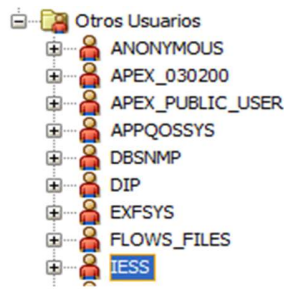 Otros Usuarios
ANONYMOUS
APEX_030200
APEX_PUBLIC_USER
APPQOSSYS
DBSNMP
DIP
EXFSYS
FLOWS_FILES
IESS